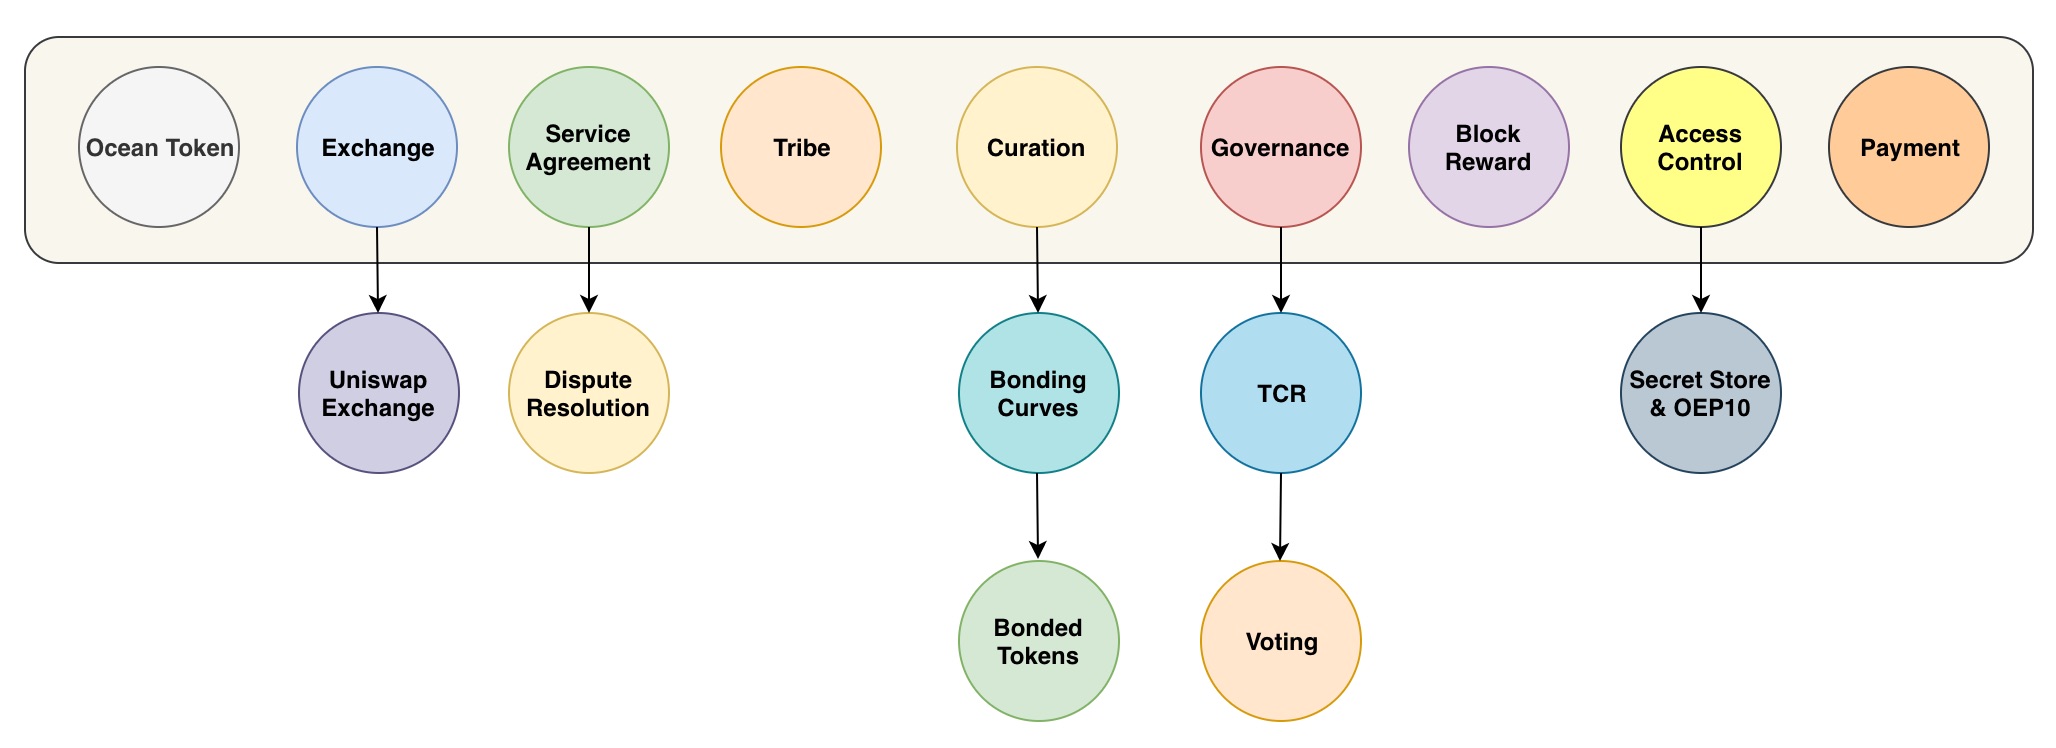 Ocean Token
Exchange
Service
Agreement
Tribe
Curation
Governance
Block
Reward
Access
Control
Payment
Uniswap
Exchange
Dispute
Resolution
Bonding
Curves
TCR
Secret Store
& OEP10
Bonded
Tokens
Voting